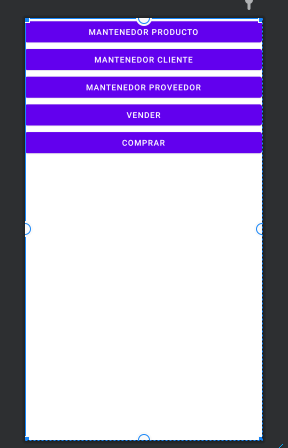 MANTENEDOR PRODUCTO
MANTENEDOR CLIENTE
MANTENEDOR PROVEEDOR
VENDER
COMPRAR